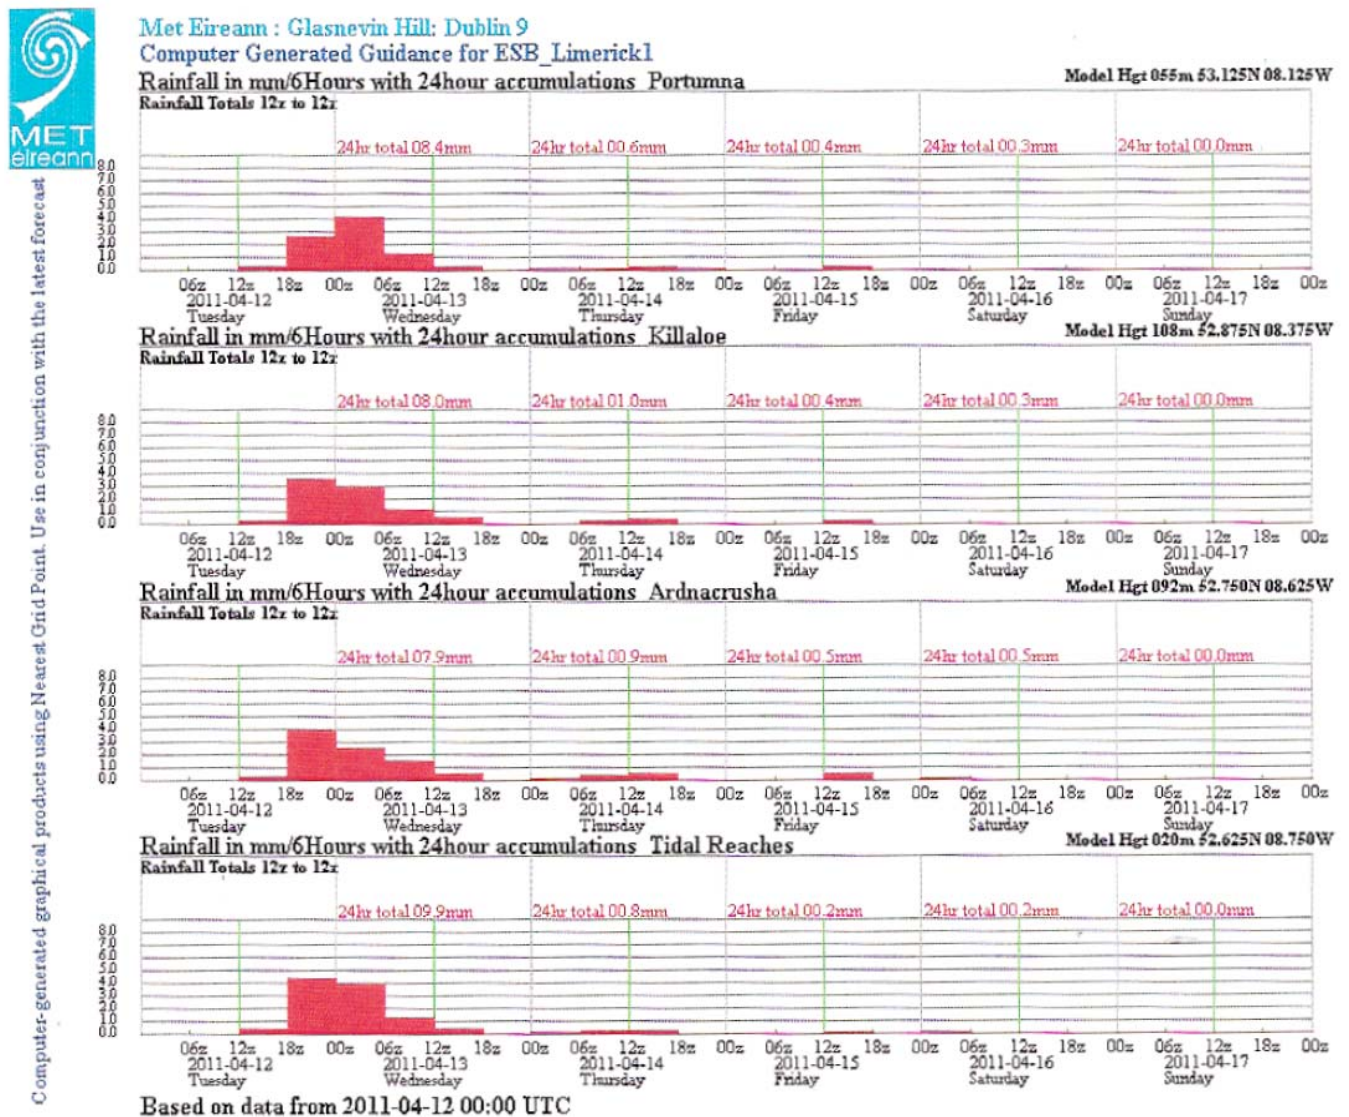 MET
éireann
Met Eireann : Glasnevin Hill: Dublin 9
Computer Generated Guidance for ESB_Limerick1
Rainfall in mm/6Hours with 24hour accumulations Portumna
Model Hgt 055m 53.125N 08.125W
Rainfall Totals 12z to 12z
24hr total 08.4mm 24hr total 00.6mm 24hr total 00.4mm 24hr total 00.3mm 24hr total 00.0mm
8.0
7.0
6.0
5.0
4.0
3.0
2.0
1.0
0.0
06z 12z 18z 00z 06z 12z 18z 00z 06z 12z 18z 00z 06z 12z 18z 00z 06z 12z 18z 00z 06z 12z 18z 00z
2011-04-12 2011-04-13 2011-04-14 2011-04-15 2011-04-16 2011-04-17
Tuesday Wednesday Thursday Friday Saturday Sunday
Rainfall in mm/6Hours with 24hour accumulations Killaloe
Model Hgt 108m 52.875N 08.375W
Rainfall Totals 12z to 12z
24hr total 08.0mm 24hr total 01.0mm 24hr total 00.4mm 24hr total 00.3mm 24hr total 00.0mm
8.0
7.0
6.0
5.0
4.0
3.0
2.0
1.0
0.0
06z 12z 18z 00z 06z 12z 18z 00z 06z 12z 18z 00z 06z 12z 18z 00z 06z 12z 18z 00z 06z 12z 18z 00z
2011-04-12 2011-04-13 2011-04-14 2011-04-15 2011-04-16 2011-04-17
Tuesday Wednesday Thursday Friday Saturday Sunday
Rainfall in mm/6Hours with 24hour accumulations Ardnacrusha
Model Hgt 092m 52.750N 08.625W
Rainfall Totals 12z to 12z
24hr total 07.9mm 24hr total 00.9mm 24hr total 00.5mm 24hr total 00.5mm 24hr total 00.0mm
8.0
7.0
6.0
5.0
4.0
3.0
2.0
1.0
0.0
06z 12z 18z 00z 06z 12z 18z 00z 06z 12z 18z 00z 06z 12z 18z 00z 06z 12z 18z 00z 06z 12z 18z 00z
2011-04-12 2011-04-13 2011-04-14 2011-04-15 2011-04-16 2011-04-17
Tuesday Wednesday Thursday Friday Saturday Sunday
Rainfall in mm/6Hours with 24hour accumulations Tidal Reaches
Model Hgt 020m 52.625N 08.750W
Rainfall Totals 12z to 12z
24hr total 09.9mm 24hr total 00.8mm 24hr total 00.2mm 24hr total 00.2mm 24hr total 00.0mm
8.0
7.0
6.0
5.0
4.0
3.0
2.0
1.0
0.0
06z 12z 18z 00z 06z 12z 18z 00z 06z 12z 18z 00z 06z 12z 18z 00z 06z 12z 18z 00z 06z 12z 18z 00z
2011-04-12 2011-04-13 2011-04-14 2011-04-15 2011-04-16 2011-04-17
Tuesday Wednesday Thursday Friday Saturday Sunday
Based on data from 2011-04-12 00:00 UTC
Computer-generated graphical products using Nearest Grid Point. Use in conjunction with the latest forecast